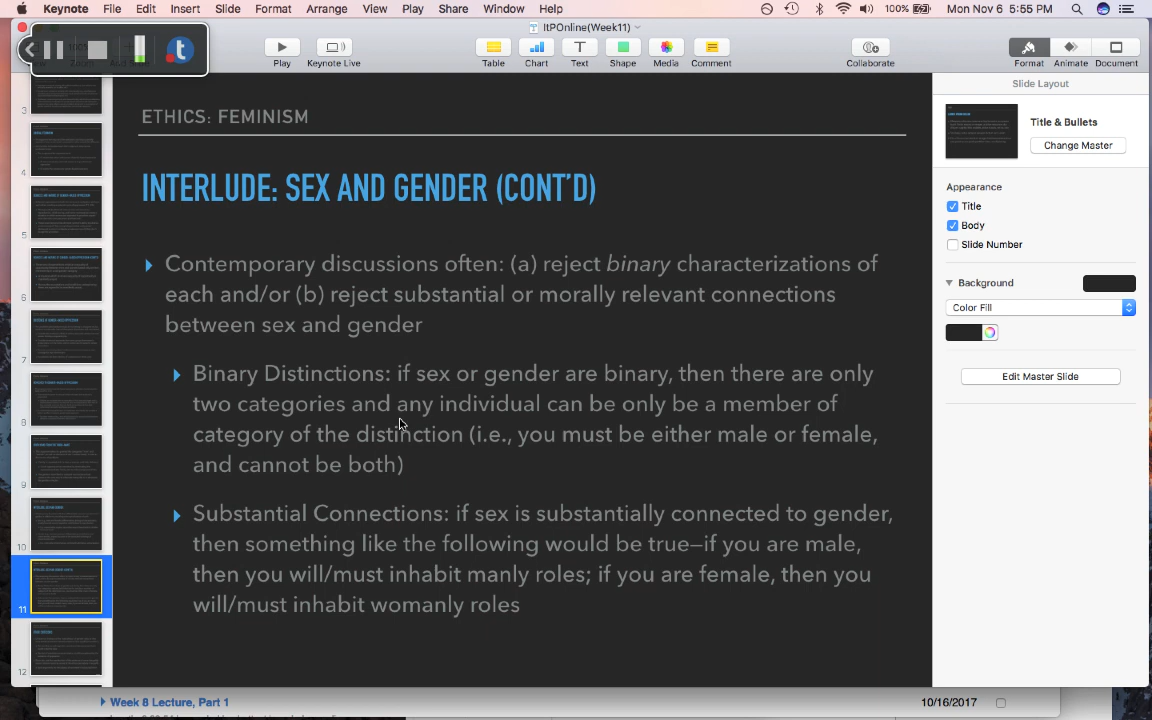 Keynote File Edit Insert Slide Format Arrange View Play Share Window Help 100% Mon Nov 6 5:55 PM
ItPOnline(Week11)
Play Keynote Live Table Chart Text Shape Media Comment Collaborate Format Animate Document
Slide Layout
Title & Bullets
Change Master
Appearance
Title
Body
Slide Number
Background
Color Fill
Edit Master Slide
3
4
5
6
7
8
9
10
11
12
ETHICS: FEMINISM
INTERLUDE: SEX AND GENDER (CONT'D)
Contemporary discussions often: (a) reject binary characterizations of
each and/or (b) reject substantial or morally relevant connections
between sex and gender
Binary Distinctions: if sex or gender are binary, then there are only
two categories and any individual can be only be a member of
category of the distinction (i.e., you must be either male or female,
and cannot be both)
Substantial Connections: if sex is substantially connected to gender,
then something like the following would be true—if you are male,
then you will/must inhabit manly roles; if you are female, then you
will/must inhabit womanly roles
Week 8 Lecture, Part 1 10/16/2017